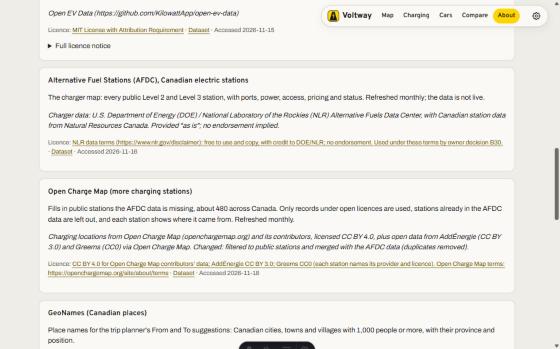 Open EV Data (https://github.com/KilowattApp/open-ev-data)
Voltway Map Charging Cars Compare About
Licence: MIT License with Attribution Requirement · Dataset · Accessed 2026-11-15
Full licence notice
Alternative Fuel Stations (AFDC), Canadian electric stations
The charger map: every public Level 2 and Level 3 station, with ports, power, access, pricing and status. Refreshed monthly; the data is not live.
Charger data: U.S. Department of Energy (DOE) / National Laboratory of the Rockies (NLR) Alternative Fuels Data Center, with Canadian station data
from Natural Resources Canada. Provided "as is"; no endorsement implied.
Licence: NLR data terms (https://www.nlr.gov/disclaimer): free to use and copy, with credit to DOE/NLR; no endorsement. Used under these terms by owner decision B30.
· Dataset · Accessed 2026-11-16
Open Charge Map (more charging stations)
Fills in public stations the AFDC data is missing, about 480 across Canada. Only records under open licences are used, stations already in the AFDC
data are left out, and each station shows where it came from. Refreshed monthly.
Charging locations from Open Charge Map (openchargemap.org) and its contributors, licensed CC BY 4.0, plus open data from AddÉnergie (CC BY
3.0) and Greems (CC0) via Open Charge Map. Changed: filtered to public stations and merged with the AFDC data (duplicates removed).
Licence: CC BY 4.0 for Open Charge Map contributors' data; AddÉnergie CC BY 3.0; Greems CC0 (each station names its provider and licence). Open Charge Map terms:
https://openchargemap.org/site/about/terms · Dataset · Accessed 2026-11-18
GeoNames (Canadian places)
Place names for the trip planner's From and To suggestions: Canadian cities, towns and villages with 1,000 people or more, with their province and
position.